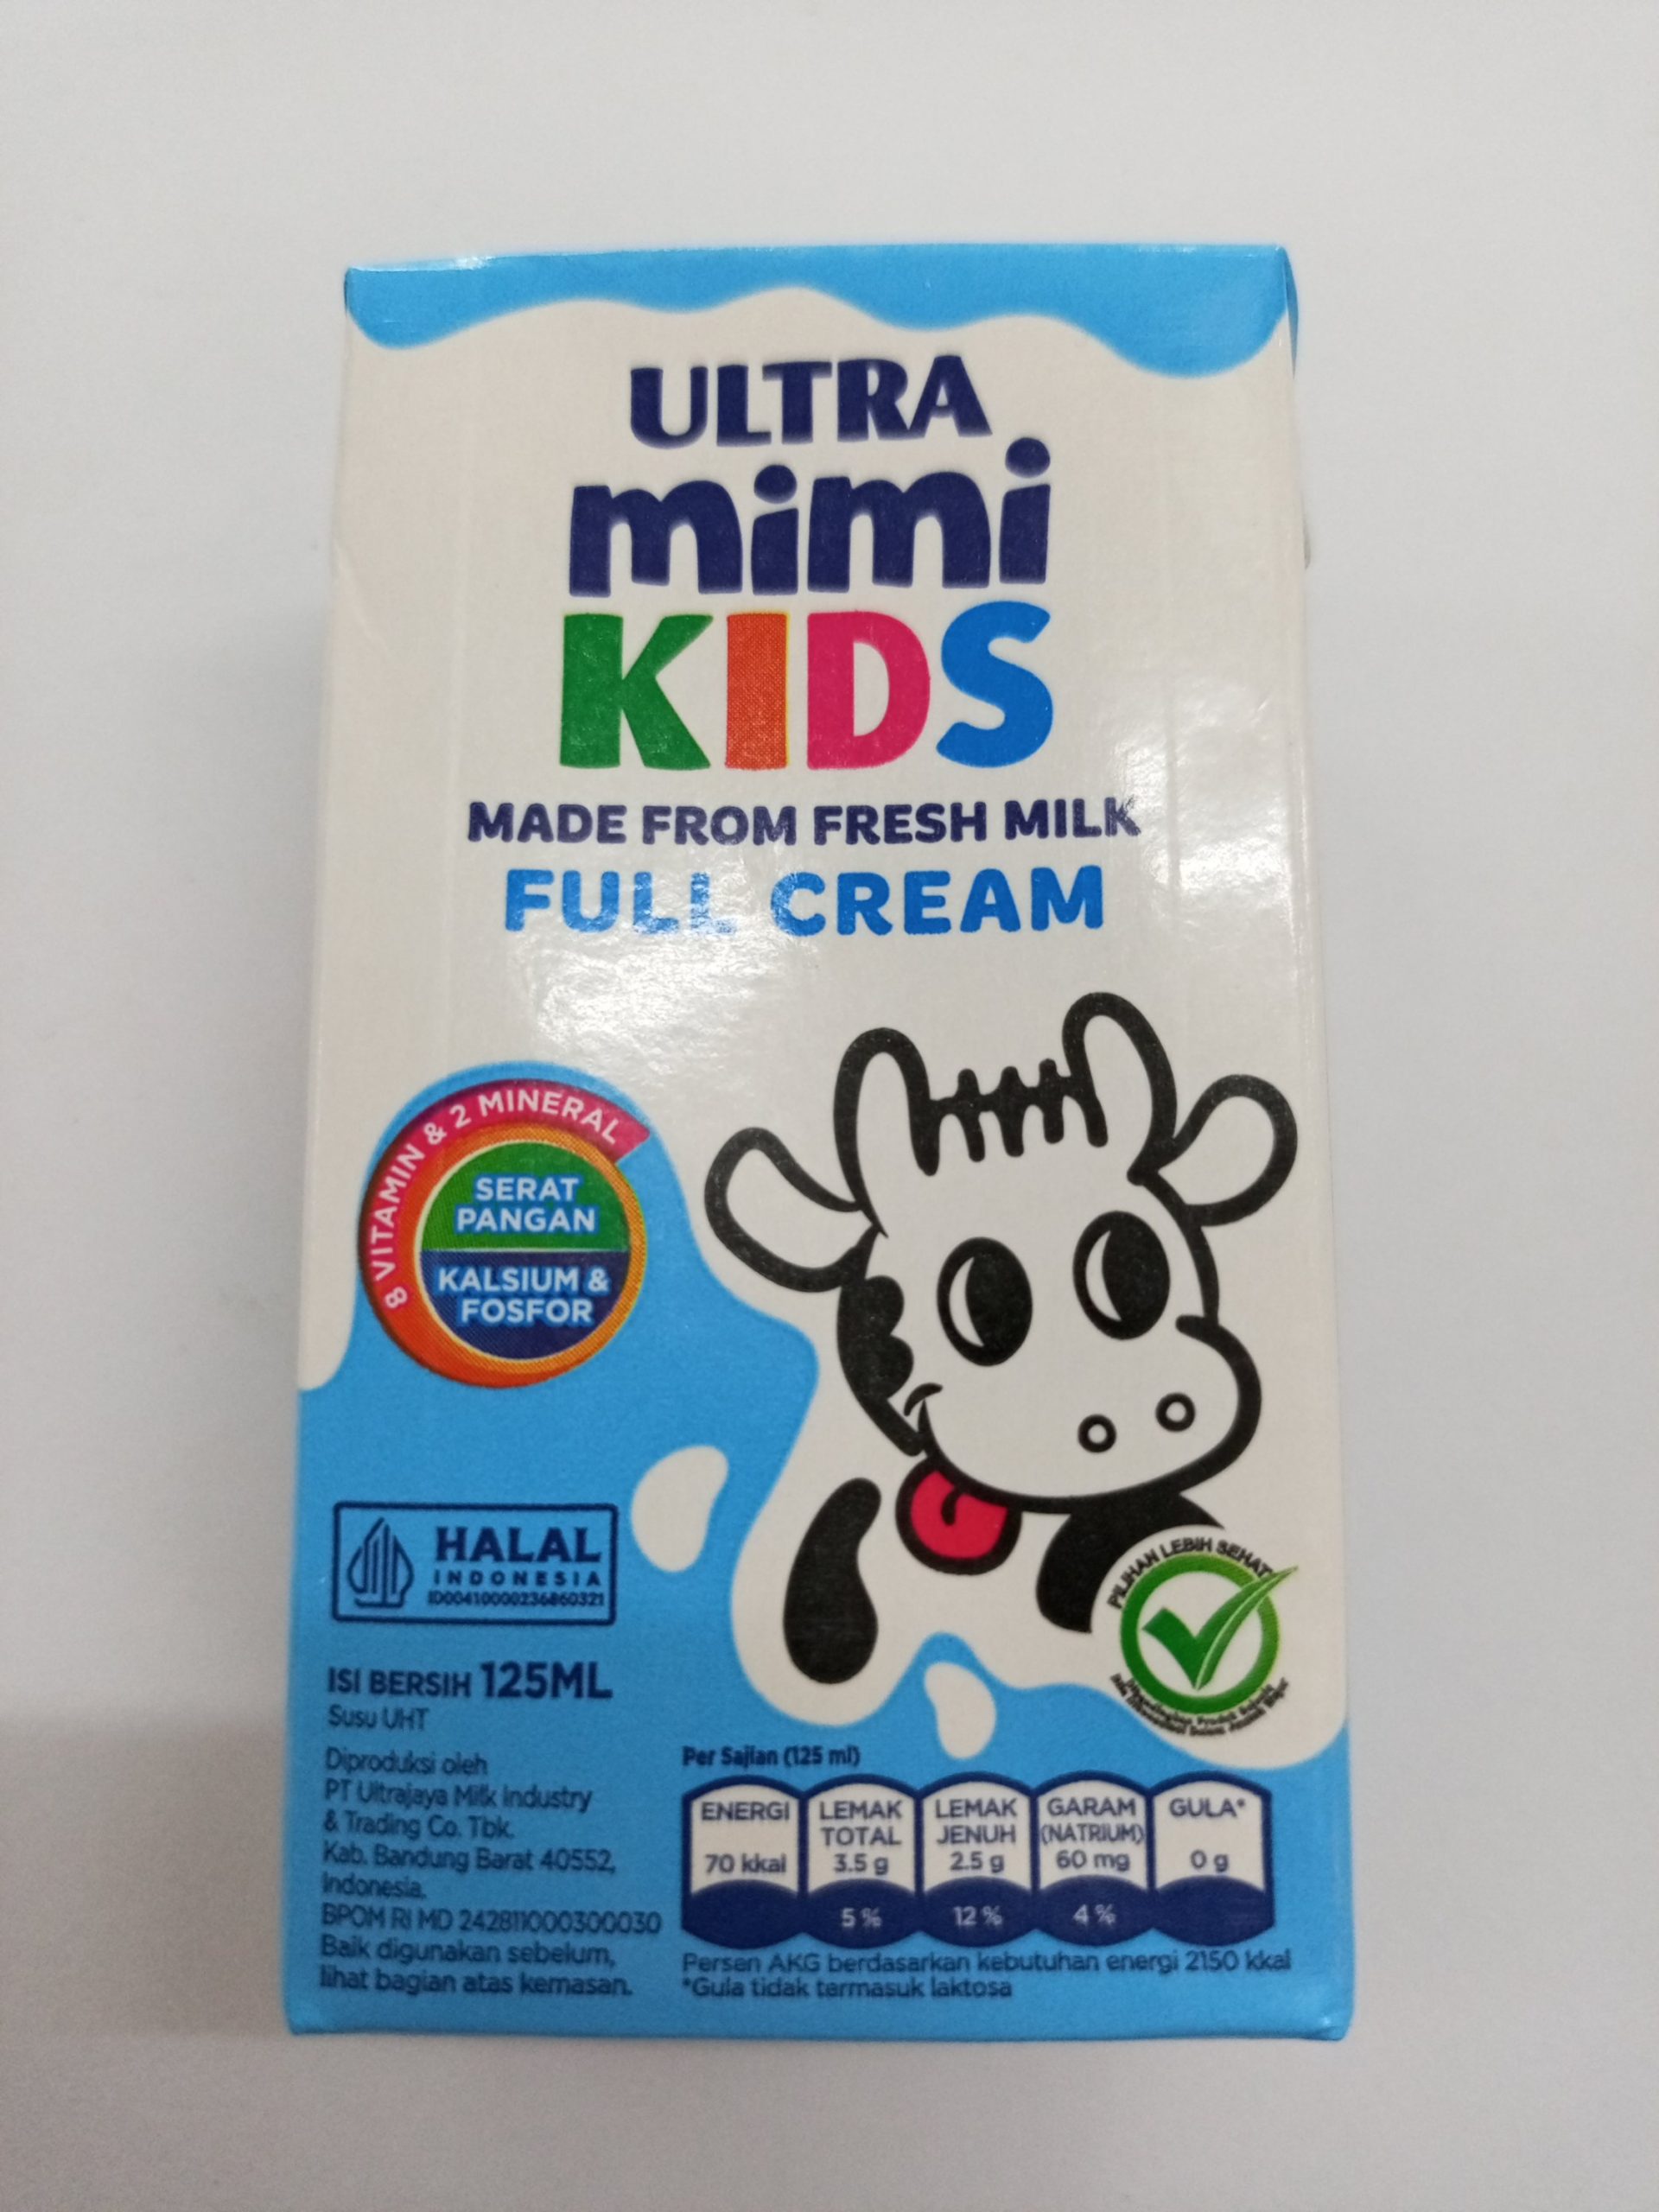 ULTRA
mimi
KIDS
MADE FROM FRESH MILK
FULL CREAM
8 VITAMIN & 2 MINERAL
SERAT
PANGAN
KALSIUM &
FOSFOR
HALAL
INDONESIA
ID00410000236860321
PILIHAN LEBIH SEHAT
ISI BERSIH 125ML
Susu UHT
Diproduksi oleh
PT Ultrajaya Milk Industry
& Trading Co. Tbk.
Kab. Bandung Barat 40552,
Indonesia.
BPOM RI MD 242811000300030
Baik digunakan sebelum,
lihat bagian atas kemasan.
Per Sajian (125 ml)
ENERGI
70 kkal
LEMAK
TOTAL
3.5 g
5 %
LEMAK
JENUH
2.5 g
12 %
GARAM
(NATRIUM)
60 mg
4 %
GULA*
0 g
Persen AKG berdasarkan kebutuhan energi 2150 kkal
*Gula tidak termasuk laktosa